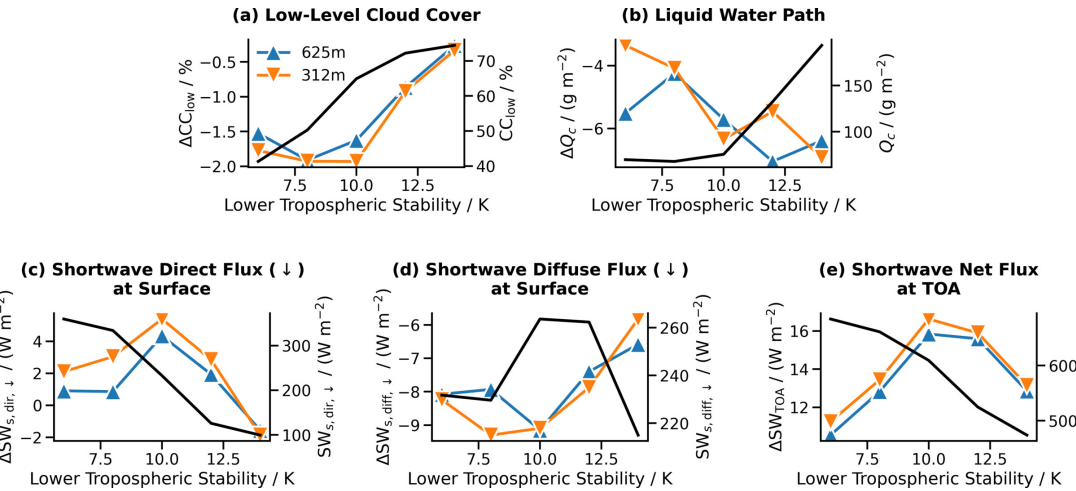 (a) Low-Level Cloud Cover
(b) Liquid Water Path
625m
312m
−0.5
−1.0
−1.5
−2.0
ΔCC_low / %
70
60
50
40
CC_low / %
7.5 10.0 12.5
Lower Tropospheric Stability / K
−4
−6
ΔQ_c / (g m⁻²)
150
100
Q_c / (g m⁻²)
7.5 10.0 12.5
Lower Tropospheric Stability / K
(c) Shortwave Direct Flux (↓)
at Surface
4
2
0
−2
ΔSW_s, dir, ↓ / (W m⁻²)
300
200
100
SW_s, dir, ↓ / (W m⁻²)
7.5 10.0 12.5
Lower Tropospheric Stability / K
(d) Shortwave Diffuse Flux (↓)
at Surface
−6
−7
−8
−9
ΔSW_s, diff, ↓ / (W m⁻²)
260
240
220
SW_s, diff, ↓ / (W m⁻²)
7.5 10.0 12.5
Lower Tropospheric Stability / K
(e) Shortwave Net Flux
at TOA
16
14
12
ΔSW_TOA / (W m⁻²)
600
500
7.5 10.0 12.5
Lower Tropospheric Stability / K